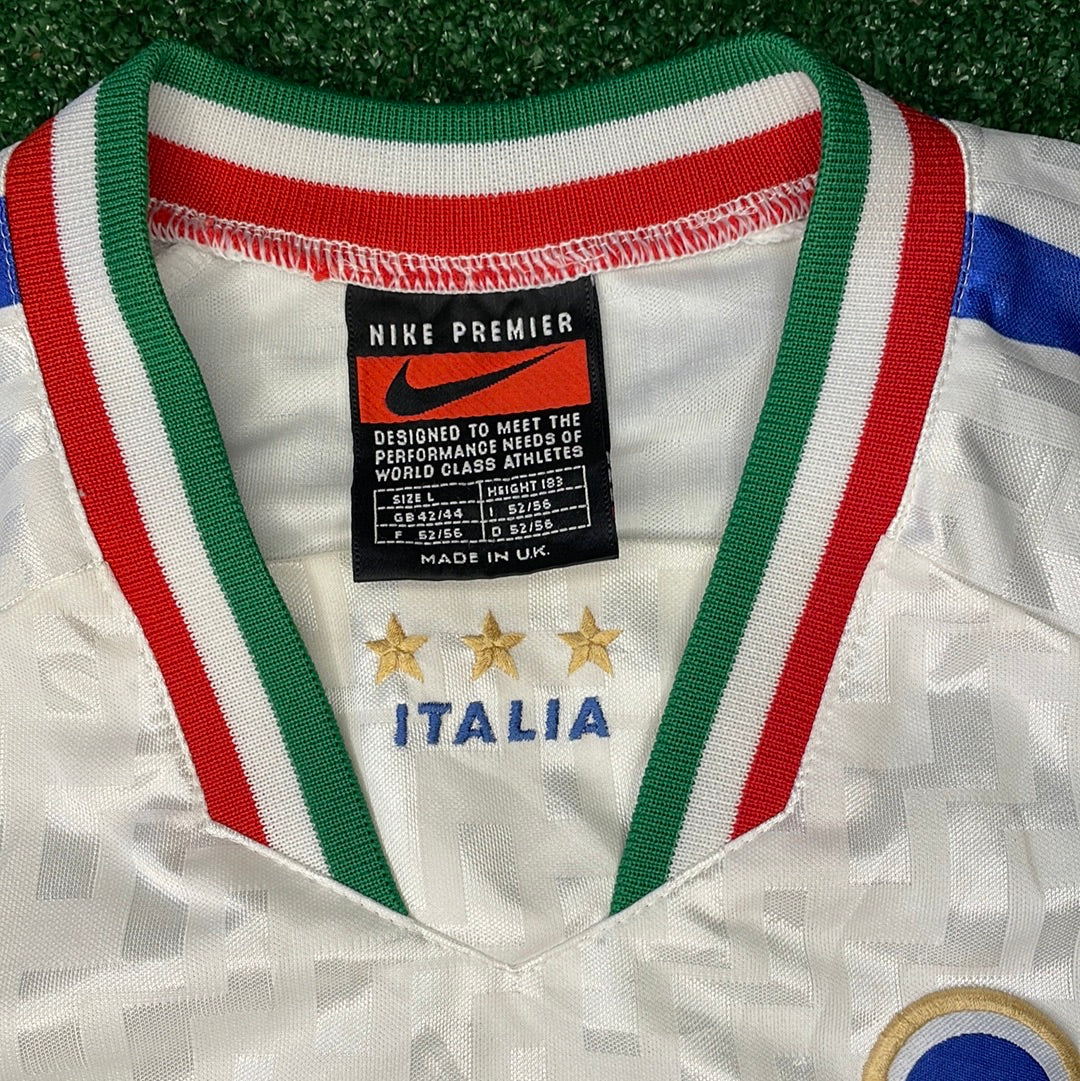 NIKE PREMIER
DESIGNED TO MEET THE
PERFORMANCE NEEDS OF
WORLD CLASS ATHLETES
SIZE L HEIGHT 183
GB 42/44 I 52/56
F 52/56 D 52/56
MADE IN U.K.
ITALIA